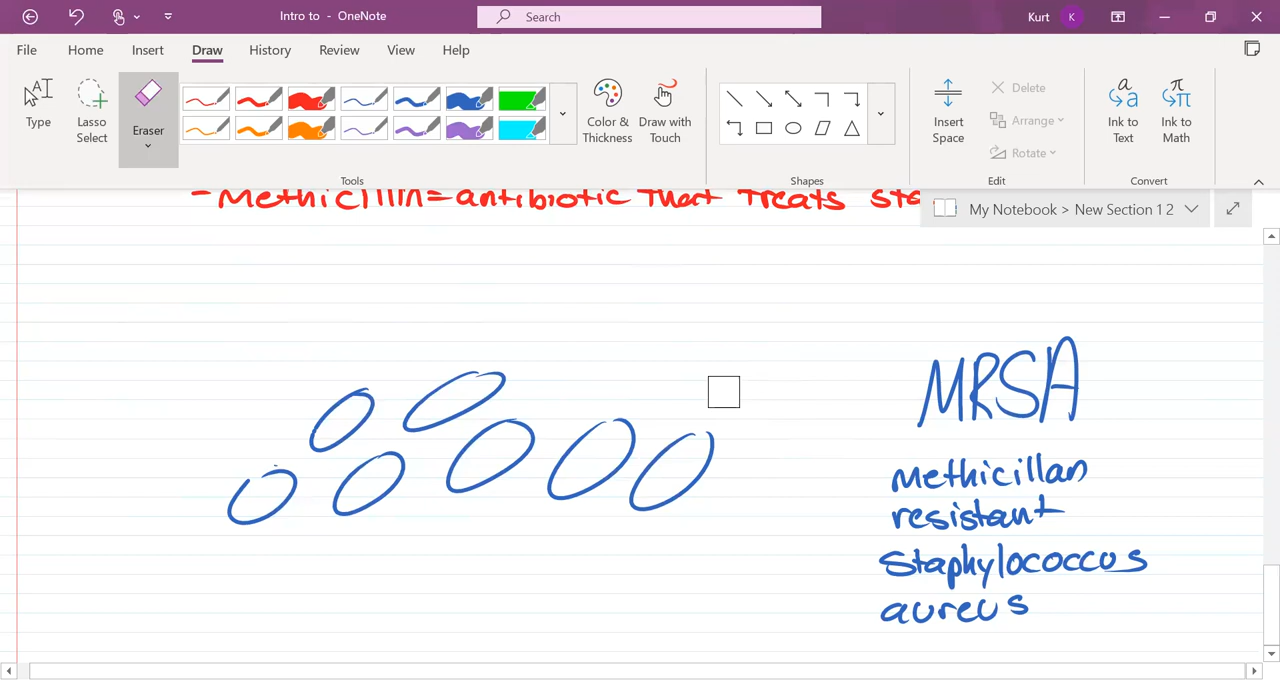 Intro to - OneNote
Search
Kurt
K
File Home Insert Draw History Review View Help
Type
Lasso Select
Eraser
Color & Thickness
Draw with Touch
Insert Space
Delete
Arrange
Rotate
Ink to Text
Ink to Math
Tools
Shapes
Edit
Convert
- Methicillin = antibiotic that treats
My Notebook > New Section 1 2
MRSA
methicillan
resistant
Staphylococcus
aureus